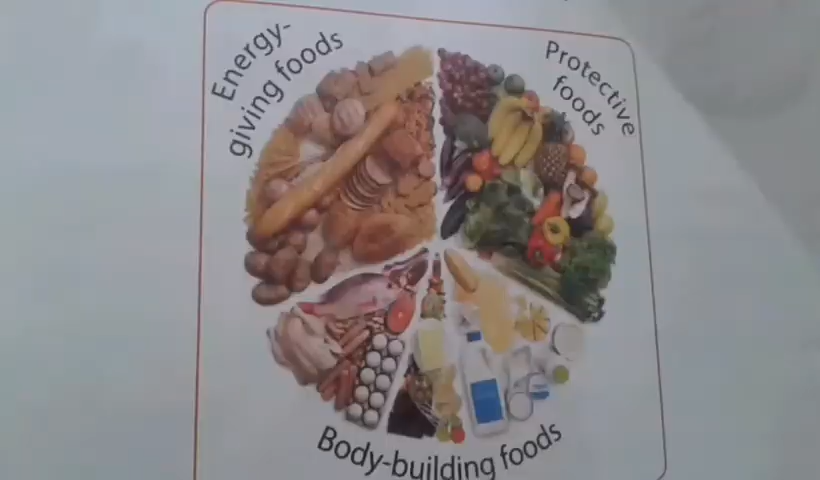 Energy-
giving foods
Protective
foods
Body-building foods